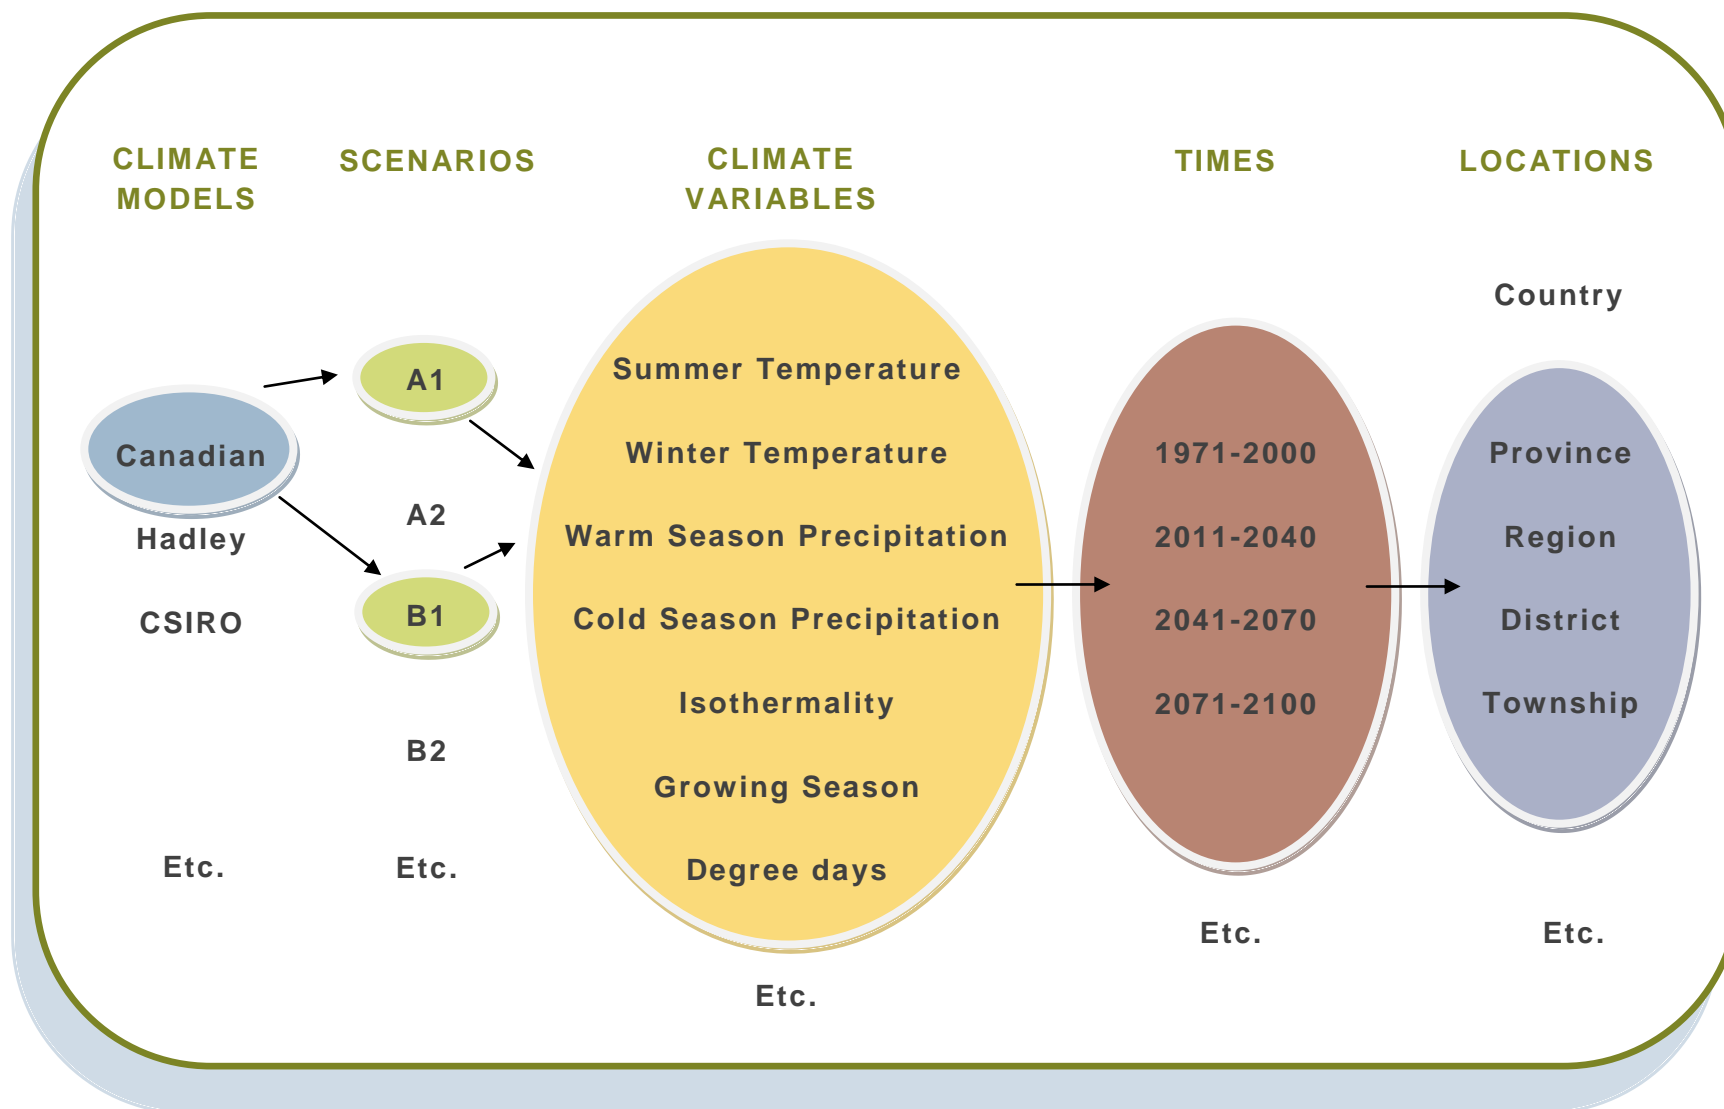 CLIMATE
MODELS
SCENARIOS
CLIMATE
VARIABLES
TIMES
LOCATIONS
Canadian
Hadley
CSIRO
Etc.
A1
A2
B1
B2
Etc.
Summer Temperature
Winter Temperature
Warm Season Precipitation
Cold Season Precipitation
Isothermality
Growing Season
Degree days
Etc.
1971-2000
2011-2040
2041-2070
2071-2100
Etc.
Country
Province
Region
District
Township
Etc.